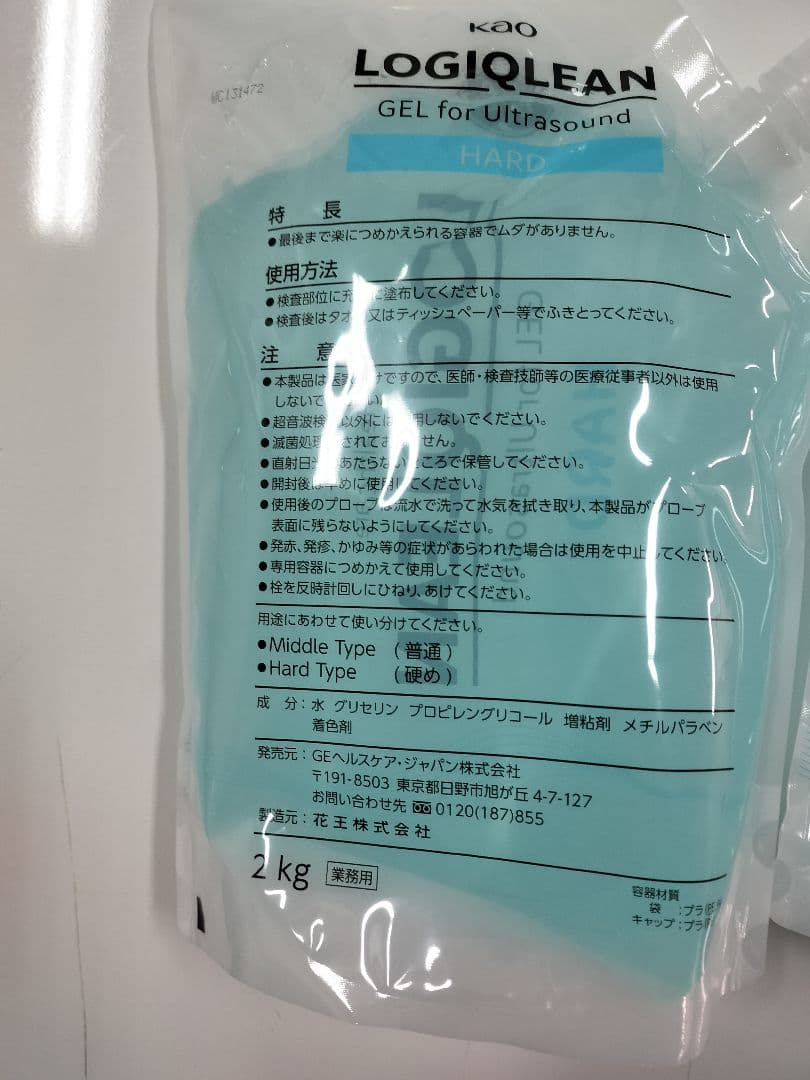 Kao
LOGIQLEAN
GEL for Ultrasound
HARD
WC131472
特 長
●最後まで楽につめかえられる容器でムダがありません。
使用方法
●検査部位に充 に塗布してください。
●検査後はタオ 又はティッシュペーパー等でふきとってください。
注 意
●本製品は医家 けですので、医師・検査技師等の医療従事者以外は使用
しないで
●超音波検 以外には 用しないでください。
●滅菌処理 されてお せん。
●直射日光 あたらない ころで保管してください。
●開封後は早めに使用してください。
●使用後のプローブは流水で洗って水気を拭き取り、本製品がプローブ
表面に残らないようにしてください。
●発赤、発疹、かゆみ等の症状があらわれた場合は使用を中止してください
●専用容器につめかえて使用してください。
●栓を反時計回しにひねり、あけてください。
用途にあわせて使い分けてください。
●Middle Type (普通)
●Hard Type (硬め)
成 分：水 グリセリン プロピレングリコール 増粘剤 メチルパラベン
着色剤
発売元：GEヘルスケア・ジャパン株式会社
〒191-8503 東京都日野市旭が丘 4-7-127
お問い合わせ先 0120(187)855
製造元：花王株式会社
2 kg 業務用
容器材質
袋 ：プラ
キャップ：プラ